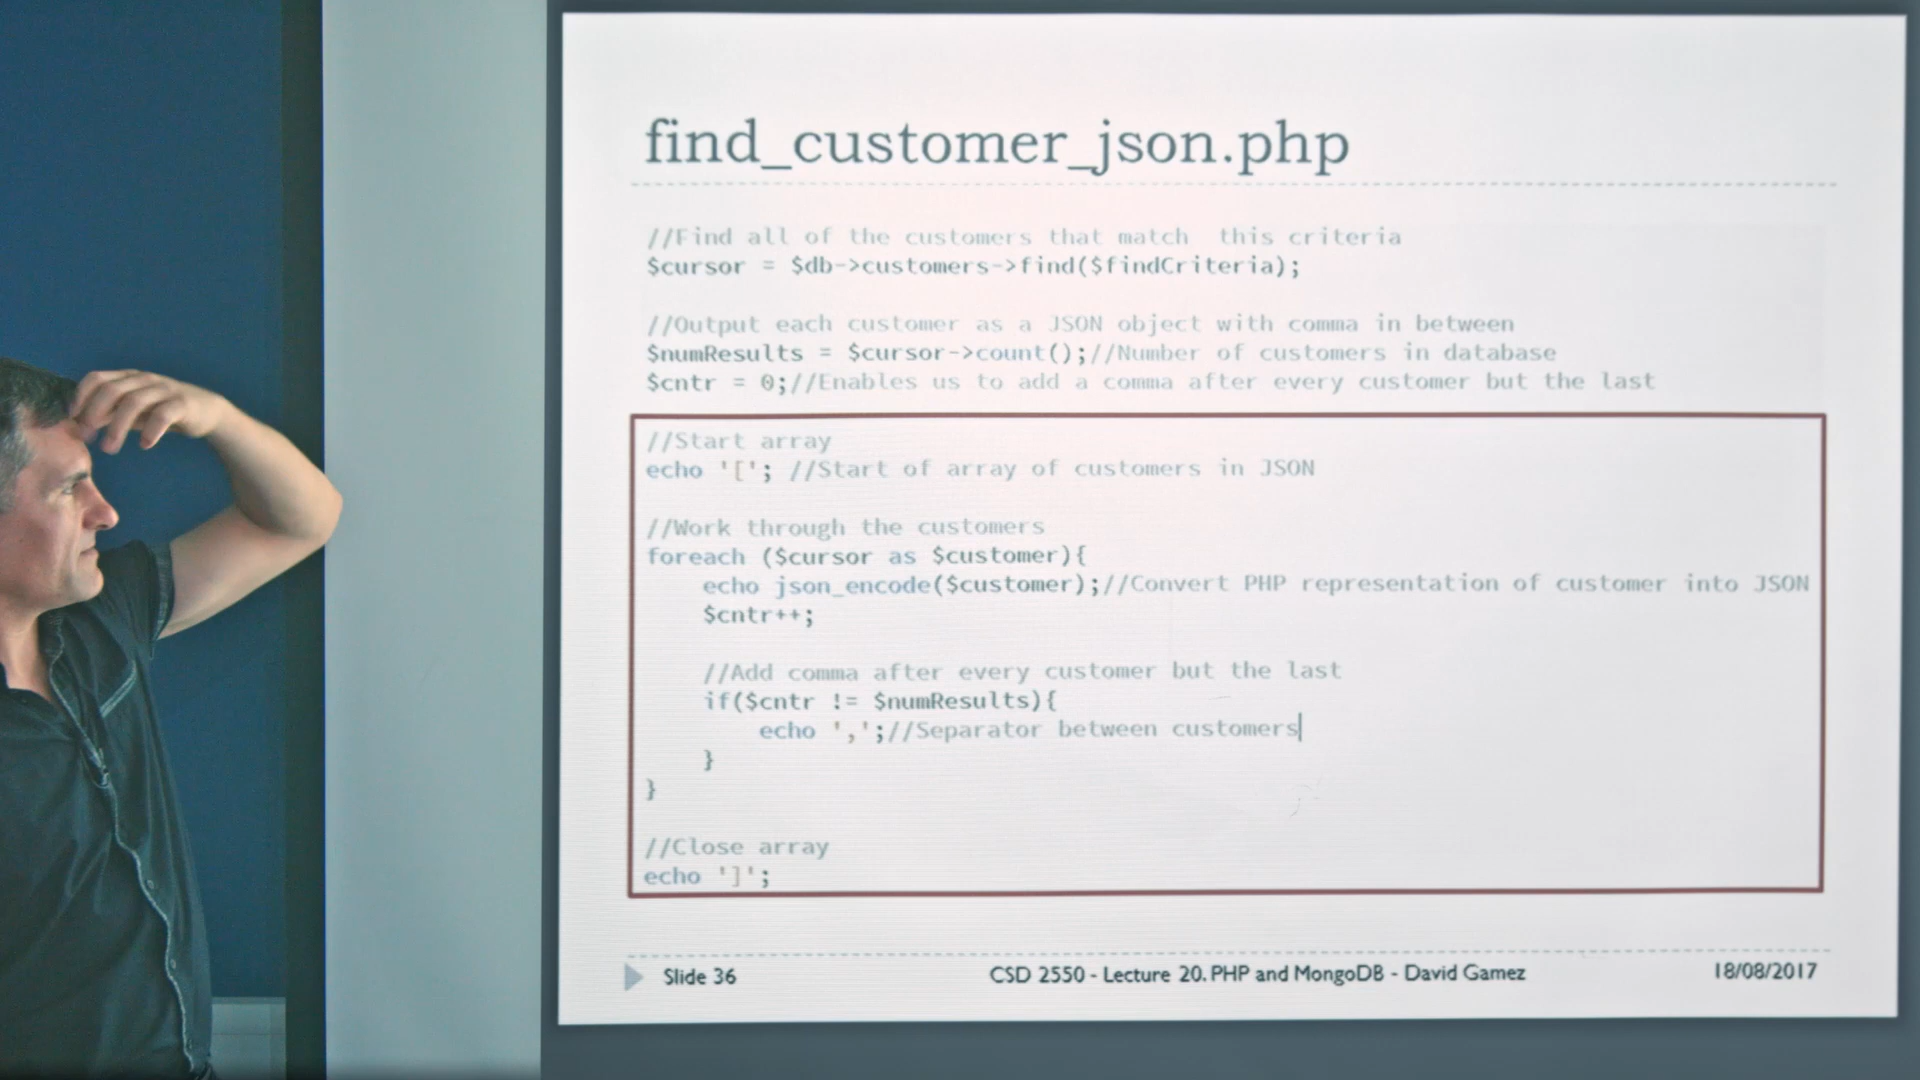 find_customer_json.php
//Find all of the customers that match  this criteria
$cursor = $db->customers->find($findCriteria);
//Output each customer as a JSON object with comma in between
$numResults = $cursor->count();//Number of customers in database
$cntr = 0;//Enables us to add a comma after every customer but the last
//Start array
echo '['; //Start of array of customers in JSON
//Work through the customers
foreach ($cursor as $customer){
    echo json_encode($customer);//Convert PHP representation of customer into JSON
    $cntr++;
    //Add comma after every customer but the last
    if($cntr != $numResults){
        echo ',';//Separator between customers
    }
}
//Close array
echo ']';
Slide 36
CSD 2550 - Lecture 20. PHP and MongoDB - David Gamez
18/08/2017